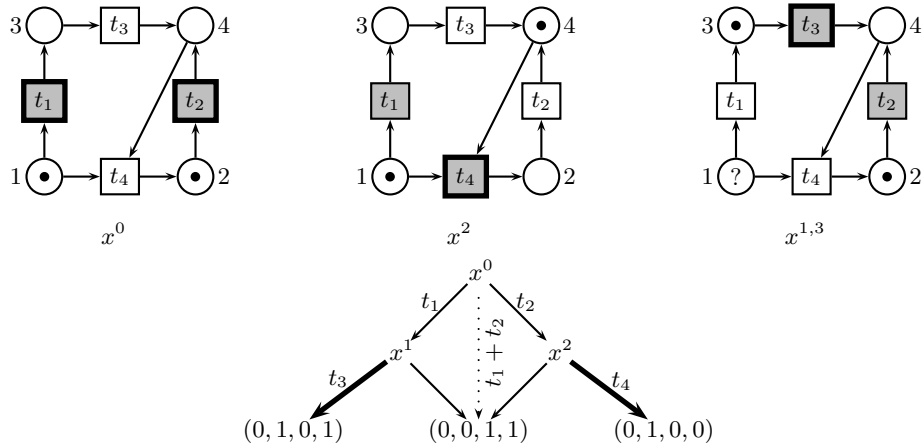 3 t₃ 4 3 t₃ 4 3 t₃ 4
t₁ t₂ t₁ t₂ t₁ t₂
1 t₄ 2 1 t₄ 2 1 ? t₄ 2
x⁰ x² x¹,³
x⁰
t₁ t₂
t₁ + t₂
x¹ x²
t₃ t₄
(0, 1, 0, 1) (0, 0, 1, 1) (0, 1, 0, 0)